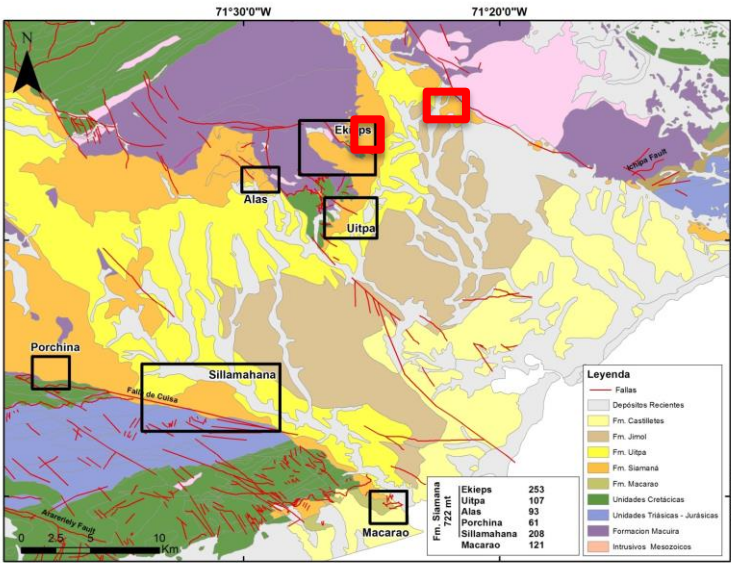 71°30'0"W
71°20'0"W
N
Ekieps
Ichipa Fault
Alas
Uitpa
Porchina
Sillamahana
Falla de Cuisa
Atarerieły Fault
Macarao
0 2.5 5 10
Km
Fm. Siamana
722 mt
Ekieps 253
Uitpa 107
Alas 93
Porchina 61
Sillamahana 208
Macarao 121
Leyenda
Fallas
Depósitos Recientes
Fm. Castilletes
Fm. Jimol
Fm. Uitpa
Fm. Siamaná
Fm. Macarao
Unidades Cretácicas
Unidades Triásicas - Jurásicas
Formacion Macuira
Intrusivos Mesozoicos